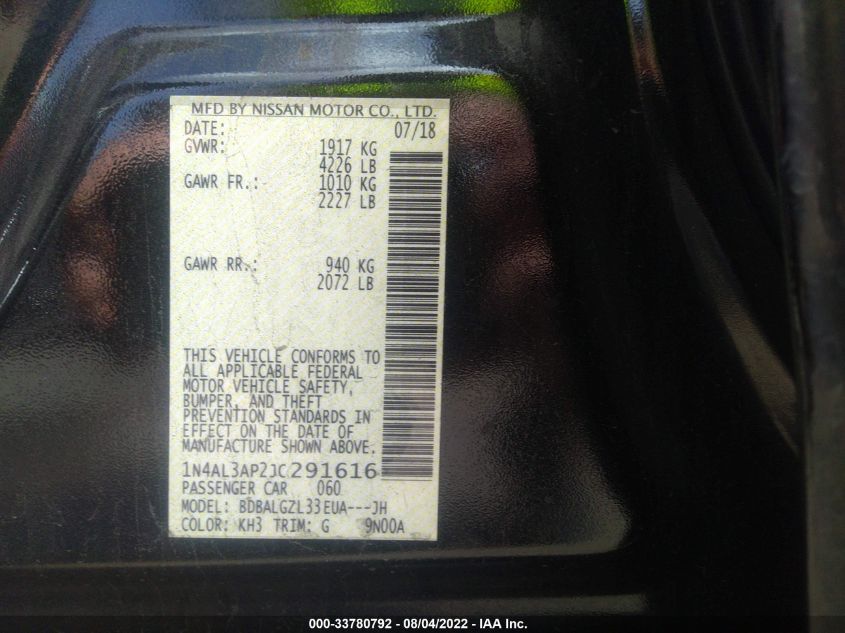 MFD BY NISSAN MOTOR CO., LTD.
DATE: 07/18
GVWR: 1917 KG
4226 LB
GAWR FR.: 1010 KG
2227 LB
GAWR RR.: 940 KG
2072 LB
THIS VEHICLE CONFORMS TO
ALL APPLICABLE FEDERAL
MOTOR VEHICLE SAFETY,
BUMPER, AND THEFT
PREVENTION STANDARDS IN
EFFECT ON THE DATE OF
MANUFACTURE SHOWN ABOVE.
1N4AL3AP2JC291616
PASSENGER CAR 060
MODEL: BDBALGZL33EUA---JH
COLOR: KH3 TRIM: G 9N00A
000-33780792 - 08/04/2022 - IAA Inc.